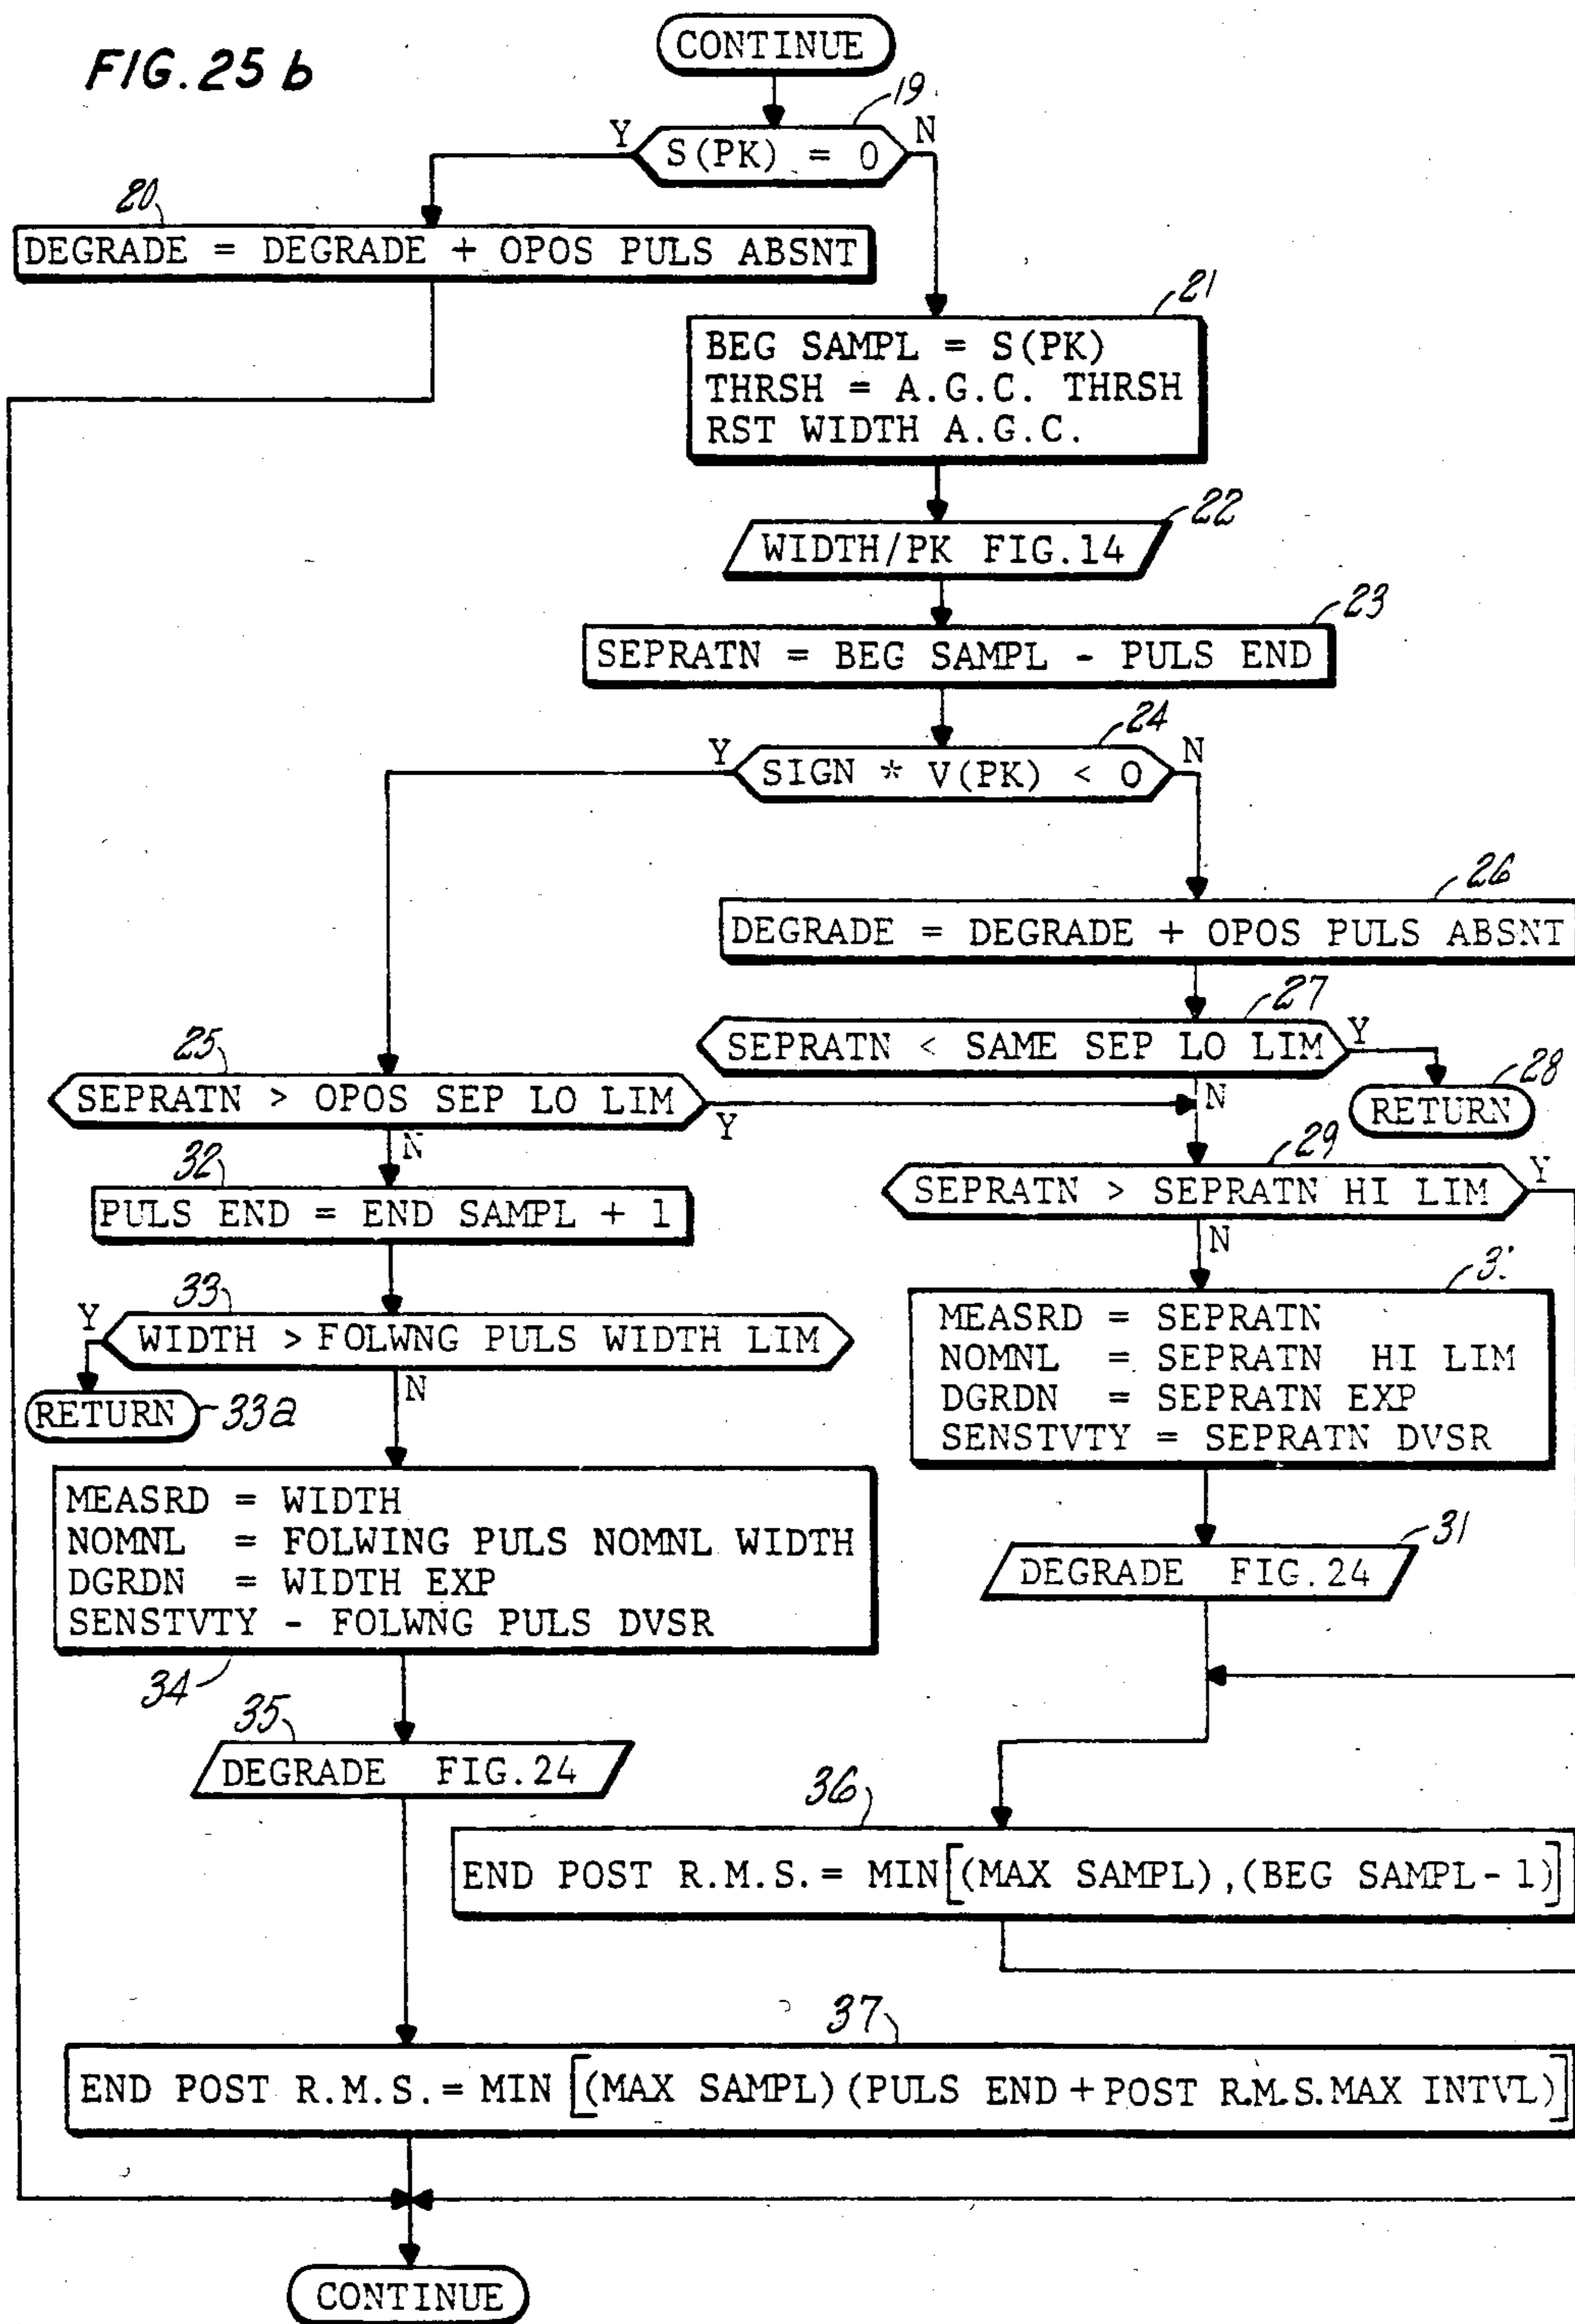 FIG. 25 b
CONTINUE
19
Y
S(PK) = 0
N
20
DEGRADE = DEGRADE + OPOS PULS ABSNT
21
BEG SAMPL = S(PK)
THRSH = A.G.C. THRSH
RST WIDTH A.G.C.
22
WIDTH/PK FIG.14
23
SEPRATN = BEG SAMPL - PULS END
24
Y
SIGN * V(PK) < 0
N
26
DEGRADE = DEGRADE + OPOS PULS ABSNT
27
SEPRATN < SAME SEP LO LIM
Y
28
RETURN
N
25
SEPRATN > OPOS SEP LO LIM
Y
N
29
SEPRATN > SEPRATN HI LIM
Y
N
32
PULS END = END SAMPL + 1
33
Y
WIDTH > FOLWNG PULS WIDTH LIM
N
RETURN
33a
MEASRD = SEPRATN
NOMNL = SEPRATN HI LIM
DGRDN = SEPRATN EXP
SENSTVTY = SEPRATN DVSR
31
DEGRADE FIG.24
MEASRD = WIDTH
NOMNL = FOLWING PULS NOMNL WIDTH
DGRDN = WIDTH EXP
SENSTVTY - FOLWNG PULS DVSR
34
35
DEGRADE FIG.24
36
END POST R.M.S. = MIN[(MAX SAMPL),(BEG SAMPL-1)]
37
END POST R.M.S. = MIN [(MAX SAMPL)(PULS END + POST R.M.S. MAX INTVL)]
CONTINUE